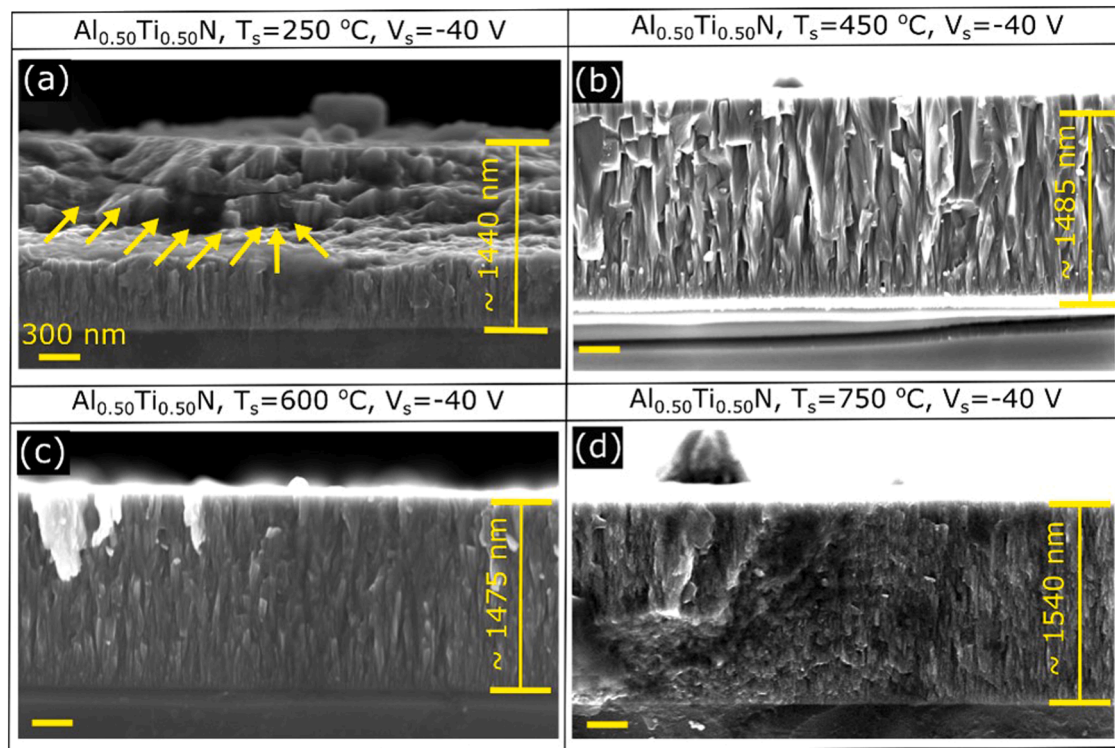 Al₀.₅₀Ti₀.₅₀N, Tₛ=250 °C, Vₛ=-40 V
Al₀.₅₀Ti₀.₅₀N, Tₛ=450 °C, Vₛ=-40 V
(a)
~ 1440 nm
300 nm
(b)
~ 1485 nm
Al₀.₅₀Ti₀.₅₀N, Tₛ=600 °C, Vₛ=-40 V
Al₀.₅₀Ti₀.₅₀N, Tₛ=750 °C, Vₛ=-40 V
(c)
~ 1475 nm
(d)
~ 1540 nm